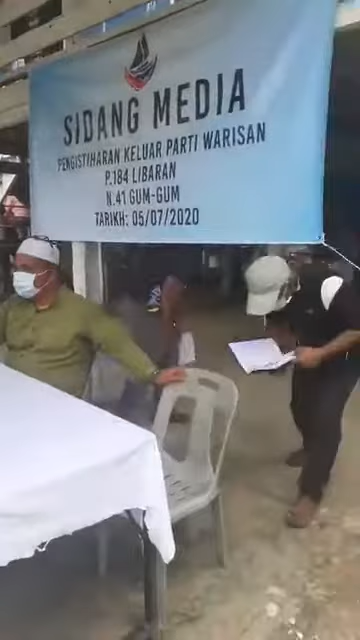 SIDANG MEDIA
PENGISTIHARAN KELUAR PARTI WARISAN
P.184 LIBARAN
N.41 GUM-GUM
TARIKH: 05/07/2020